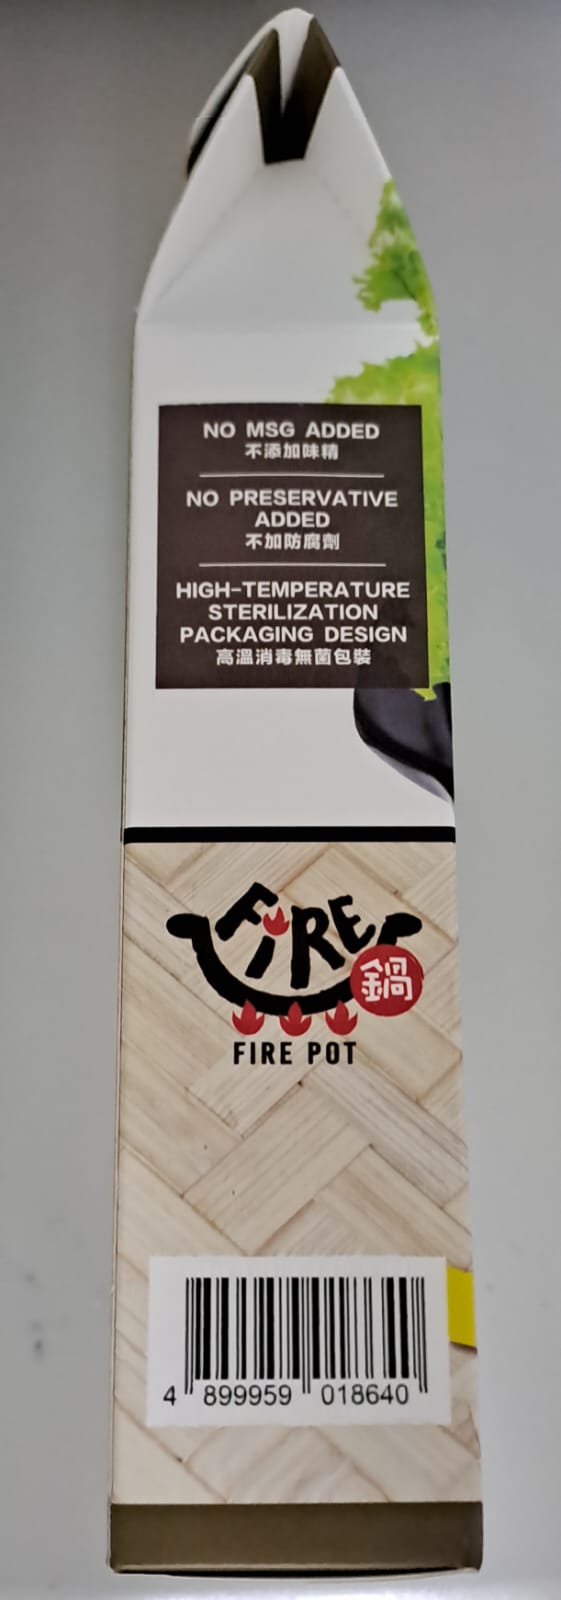 NO MSG ADDED
不添加味精
NO PRESERVATIVE
ADDED
不加防腐劑
HIGH-TEMPERATURE
STERILIZATION
PACKAGING DESIGN
高溫消毒無菌包裝
FiRE
鍋
FIRE POT
4 899959 018640